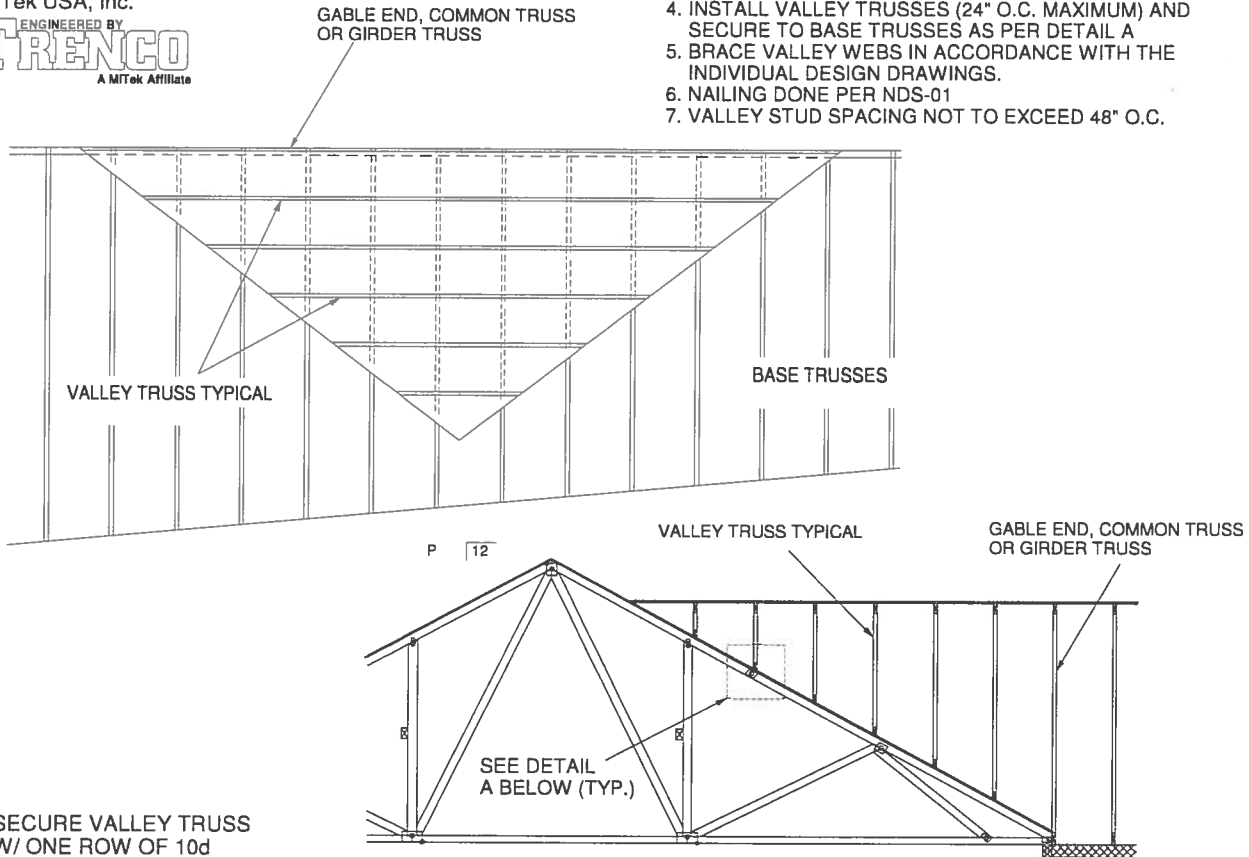 MiTek USA, Inc.
ENGINEERED BY
TRENCO
A MiTek Affiliate
GABLE END, COMMON TRUSS
OR GIRDER TRUSS
4. INSTALL VALLEY TRUSSES (24" O.C. MAXIMUM) AND
SECURE TO BASE TRUSSES AS PER DETAIL A
5. BRACE VALLEY WEBS IN ACCORDANCE WITH THE
INDIVIDUAL DESIGN DRAWINGS.
6. NAILING DONE PER NDS-01
7. VALLEY STUD SPACING NOT TO EXCEED 48" O.C.
VALLEY TRUSS TYPICAL
BASE TRUSSES
P 12
VALLEY TRUSS TYPICAL
GABLE END, COMMON TRUSS
OR GIRDER TRUSS
SEE DETAIL
A BELOW (TYP.)
SECURE VALLEY TRUSS
W/ ONE ROW OF 10d